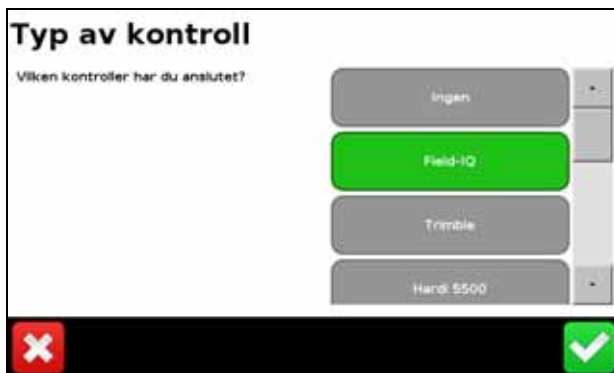 Typ av kontroll
Vilken kontroller har du anslutet?
Ingen
Field-IQ
Trimble
Hardi 5500